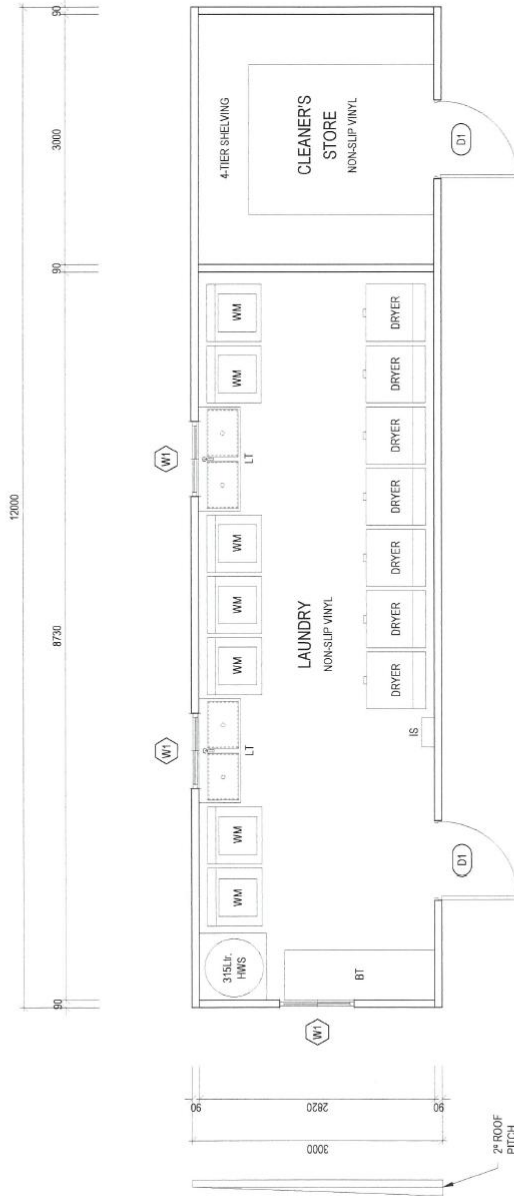 12000
90
8730
90
3000
90
W1
W1
315Ltr.
HWS
WM
WM
LT
WM
WM
WM
LT
WM
WM
4-TIER SHELVING
CLEANER'S
STORE
NON-SLIP VINYL
W1
LAUNDRY
NON-SLIP VINYL
BT
IS
DRYER
DRYER
DRYER
DRYER
DRYER
DRYER
DRYER
D1
D1
90
2820
90
3000
2º ROOF
PITCH